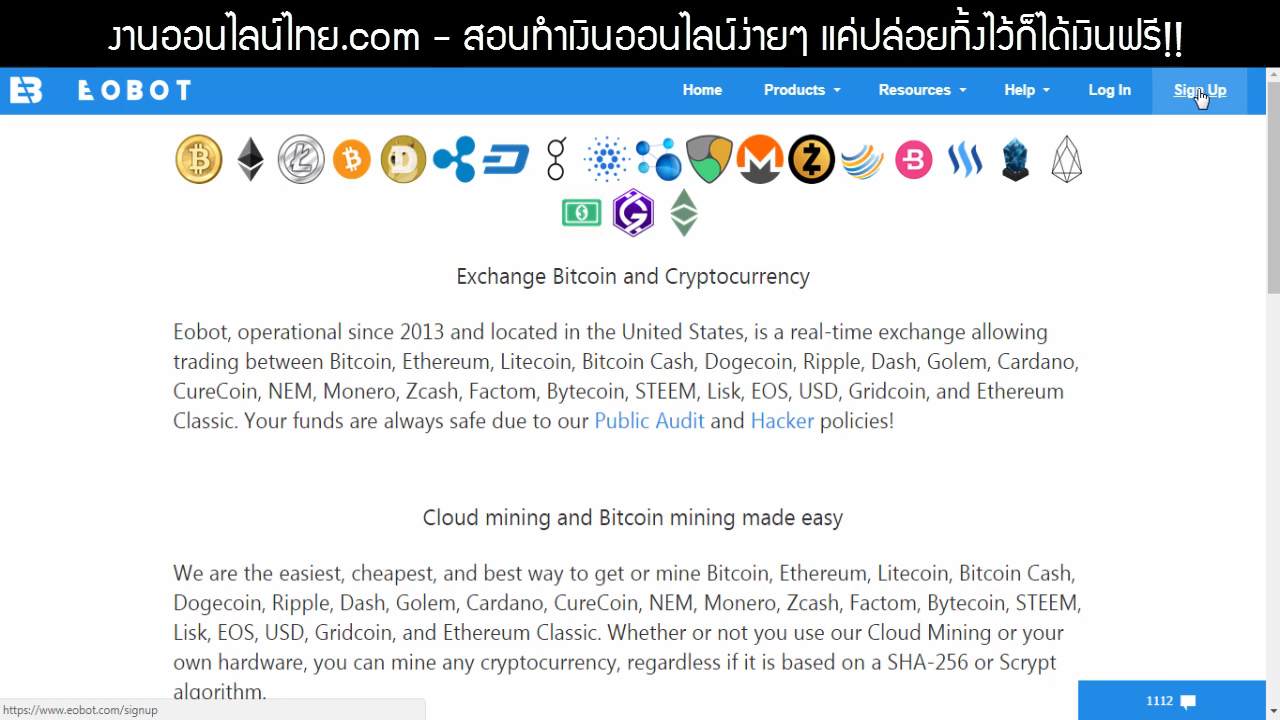 งานออนไลน์ไทย.com - สอนทำเงินออนไลน์ง่ายๆ แค่ปล่อยทิ้งไว้ก็ได้เงินฟรี!!
EOBOT Home Products Resources Help Log In Sign Up
Exchange Bitcoin and Cryptocurrency
Eobot, operational since 2013 and located in the United States, is a real-time exchange allowing
trading between Bitcoin, Ethereum, Litecoin, Bitcoin Cash, Dogecoin, Ripple, Dash, Golem, Cardano,
CureCoin, NEM, Monero, Zcash, Factom, Bytecoin, STEEM, Lisk, EOS, USD, Gridcoin, and Ethereum
Classic. Your funds are always safe due to our Public Audit and Hacker policies!
Cloud mining and Bitcoin mining made easy
We are the easiest, cheapest, and best way to get or mine Bitcoin, Ethereum, Litecoin, Bitcoin Cash,
Dogecoin, Ripple, Dash, Golem, Cardano, CureCoin, NEM, Monero, Zcash, Factom, Bytecoin, STEEM,
Lisk, EOS, USD, Gridcoin, and Ethereum Classic. Whether or not you use our Cloud Mining or your
own hardware, you can mine any cryptocurrency, regardless if it is based on a SHA-256 or Scrypt
algorithm.
https://www.eobot.com/signup
1112